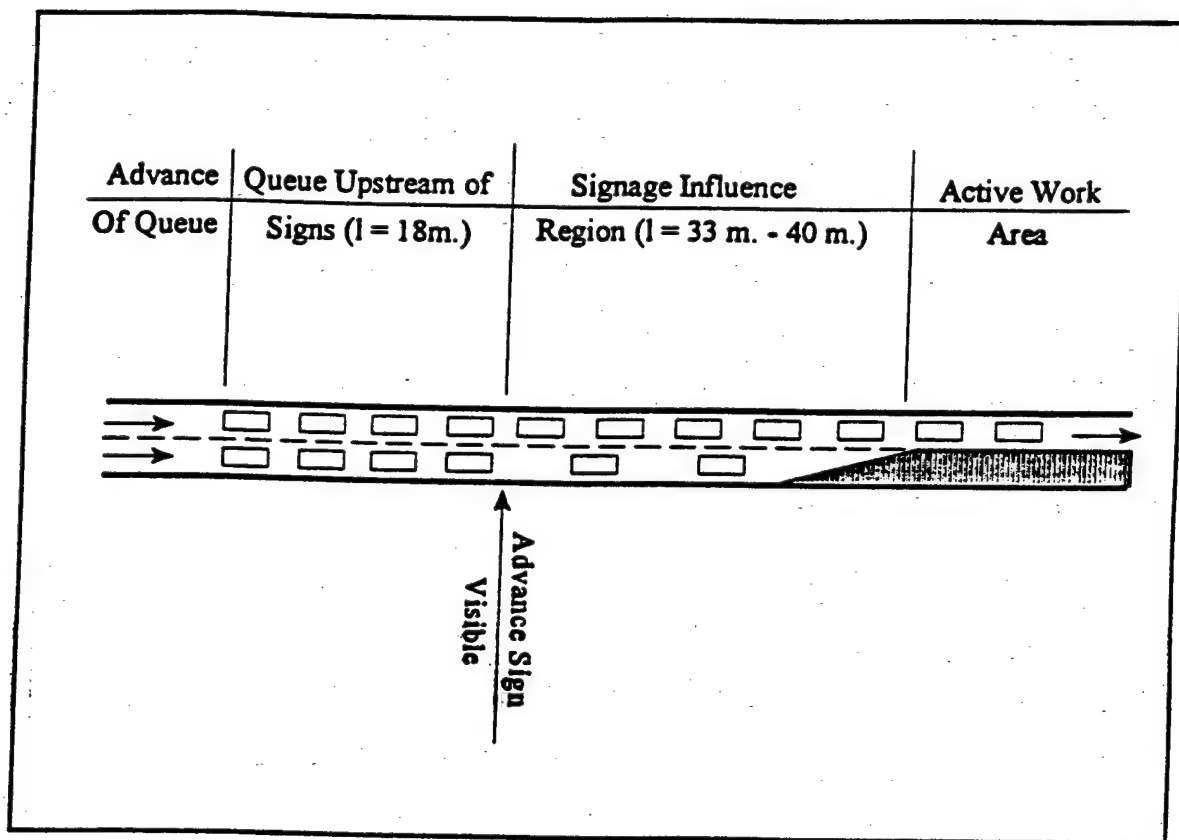 Advance
Of Queue
Queue Upstream of
Signs (l = 18m.)
Signage Influence
Region (l = 33 m. - 40 m.)
Active Work
Area
Advance Sign
Visible